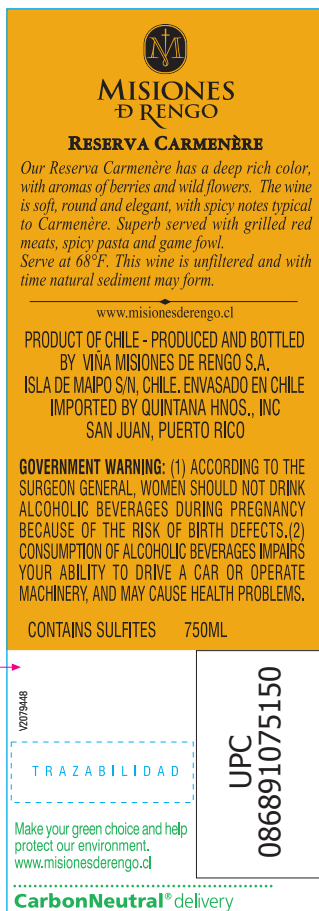 M
MISIONES
D RENGO
RESERVA CARMENÈRE
Our Reserva Carmenère has a deep rich color,
with aromas of berries and wild flowers. The wine
is soft, round and elegant, with spicy notes typical
to Carmenère. Superb served with grilled red
meats, spicy pasta and game fowl.
Serve at 68°F. This wine is unfiltered and with
time natural sediment may form.
www.misionesderengo.cl
PRODUCT OF CHILE - PRODUCED AND BOTTLED
BY VIÑA MISIONES DE RENGO S.A.
ISLA DE MAIPO S/N, CHILE. ENVASADO EN CHILE
IMPORTED BY QUINTANA HNOS., INC
SAN JUAN, PUERTO RICO
GOVERNMENT WARNING: (1) ACCORDING TO THE
SURGEON GENERAL, WOMEN SHOULD NOT DRINK
ALCOHOLIC BEVERAGES DURING PREGNANCY
BECAUSE OF THE RISK OF BIRTH DEFECTS.(2)
CONSUMPTION OF ALCOHOLIC BEVERAGES IMPAIRS
YOUR ABILITY TO DRIVE A CAR OR OPERATE
MACHINERY, AND MAY CAUSE HEALTH PROBLEMS.
CONTAINS SULFITES 750ML
V2079448
TRAZABILIDAD
UPC
086891075150
Make your green choice and help
protect our environment.
www.misionesderengo.cl
CarbonNeutral® delivery